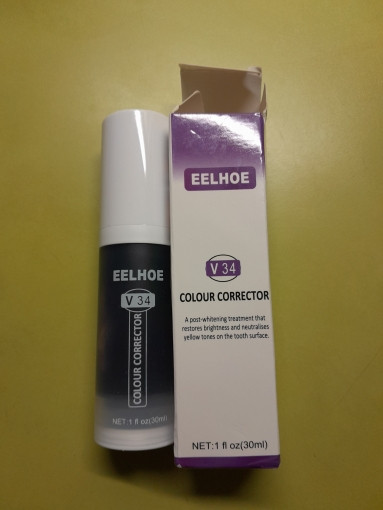 EELHOE
V 34
COLOUR CORRECTOR
NET: 1 fl oz(30ml)
EELHOE
V 34
COLOUR CORRECTOR
A post-whitening treatment that
restores brightness and neutralises
yellow tones on the tooth surface.
NET:1 fl oz(30ml)